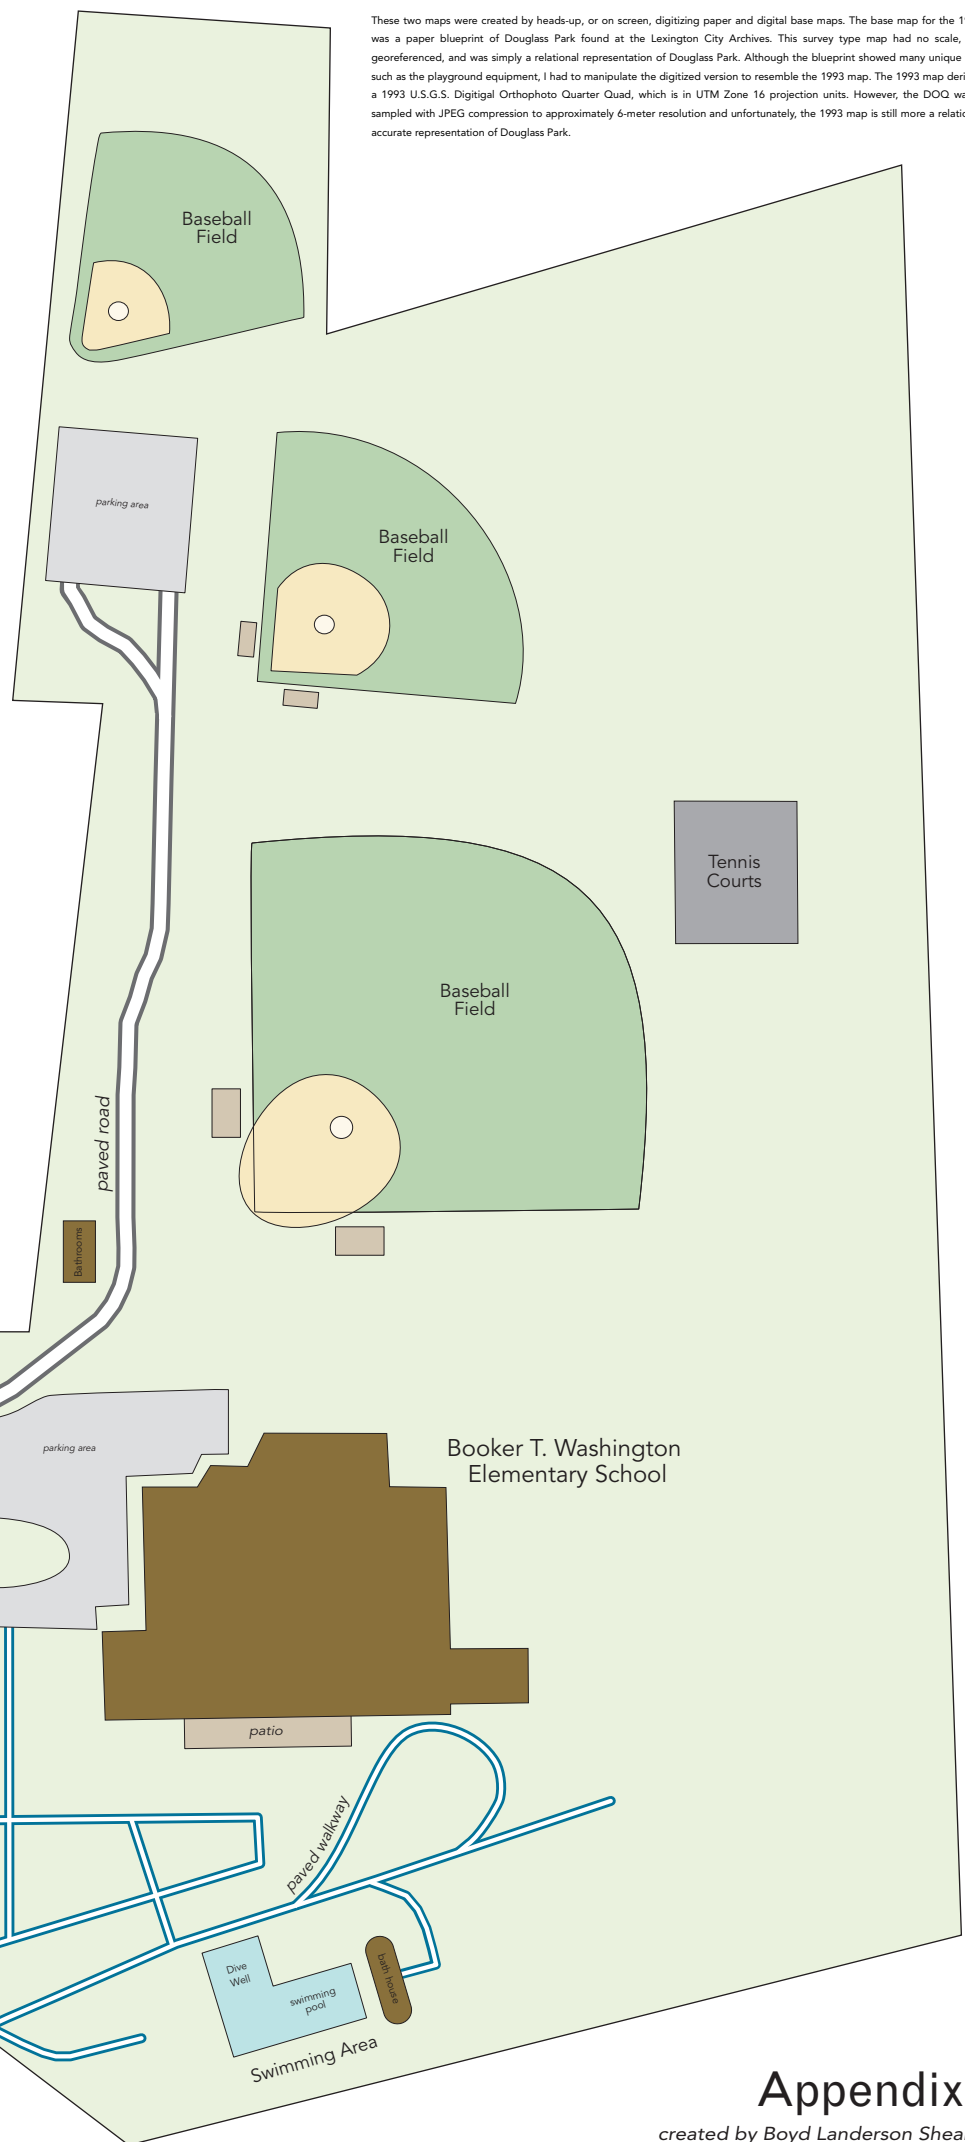 These two maps were created by heads-up, or on screen, digitizing paper and digital base maps. The base map for the
was a paper blueprint of Douglass Park found at the Lexington City Archives. This survey type map had no scale,
georeferenced, and was simply a relational representation of Douglass Park. Although the blueprint showed many unique
such as the playground equipment, I had to manipulate the digitized version to resemble the 1993 map. The 1993 map
a 1993 U.S.G.S. Digitigal Orthophoto Quarter Quad, which is in UTM Zone 16 projection units. However, the DOQ
sampled with JPEG compression to approximately 6-meter resolution and unfortunately, the 1993 map is still more a
accurate representation of Douglass Park.
Baseball
Field
parking area
Baseball
Field
Tennis
Courts
Baseball
Field
paved road
Bathrooms
parking area
Booker T. Washington
Elementary School
patio
paved walkway
Dive
Well
swimming
pool
bath house
Swimming Area
Appendix
created by Boyd Landerson